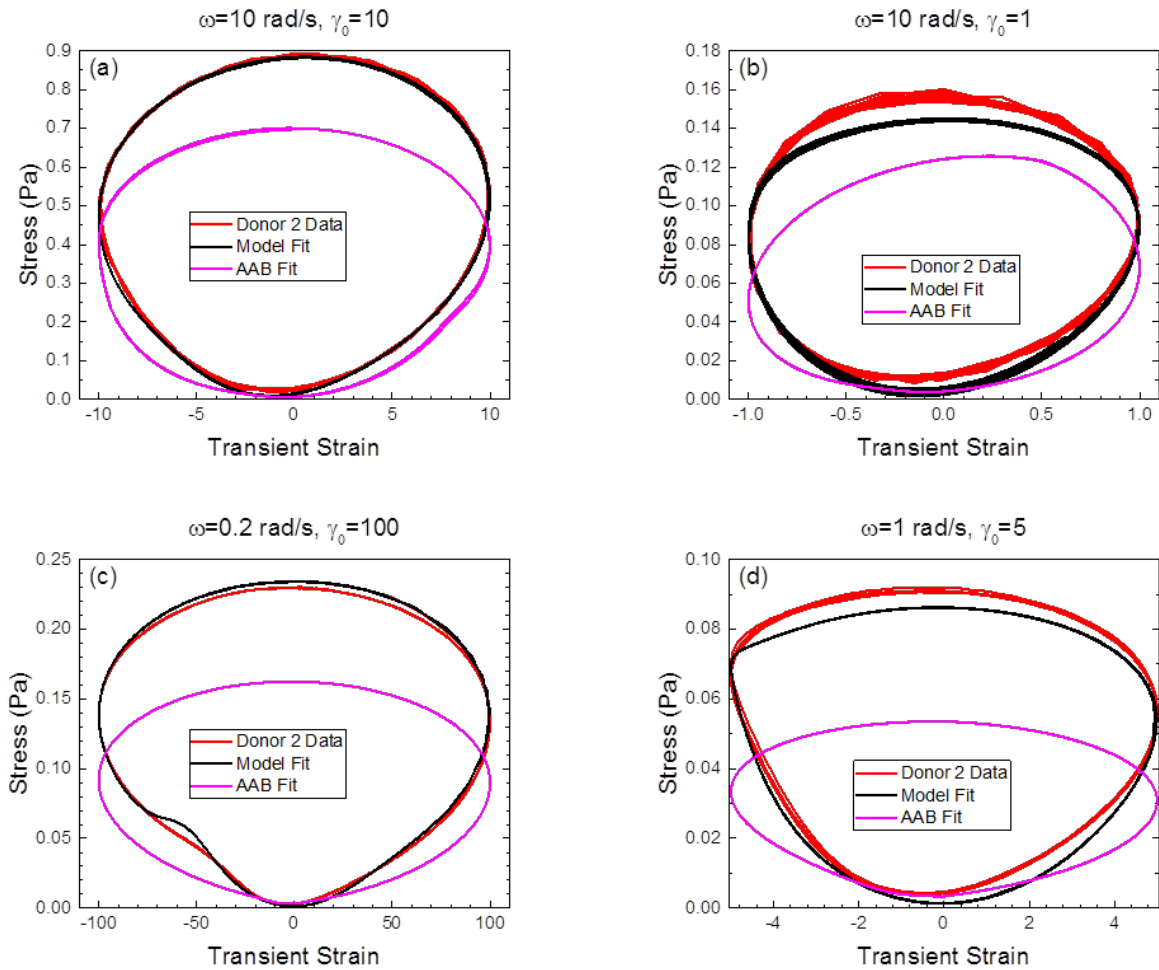 ω=10 rad/s, γ₀=10
(a)
Stress (Pa)
0.9
0.8
0.7
0.6
0.5
0.4
0.3
0.2
0.1
0.0
Donor 2 Data
Model Fit
AAB Fit
-10 -5 0 5 10
Transient Strain
ω=10 rad/s, γ₀=1
(b)
Stress (Pa)
0.18
0.16
0.14
0.12
0.10
0.08
0.06
0.04
0.02
0.00
Donor 2 Data
Model Fit
AAB Fit
-1.0 -0.5 0.0 0.5 1.0
Transient Strain
ω=0.2 rad/s, γ₀=100
(c)
Stress (Pa)
0.25
0.20
0.15
0.10
0.05
0.00
Donor 2 Data
Model Fit
AAB Fit
-100 -50 0 50 100
Transient Strain
ω=1 rad/s, γ₀=5
(d)
Stress (Pa)
0.10
0.08
0.06
0.04
0.02
0.00
Donor 2 Data
Model Fit
AAB Fit
-4 -2 0 2 4
Transient Strain